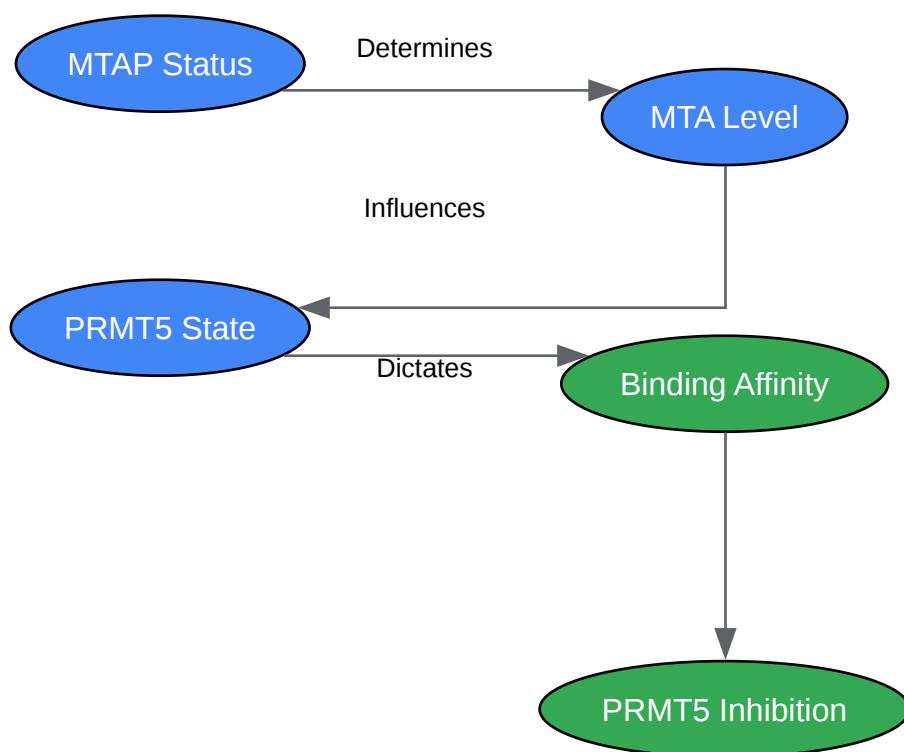 MTAP Status
Determines
MTA Level
Influences
PRMT5 State
Dictates
Binding Affinity
PRMT5 Inhibition